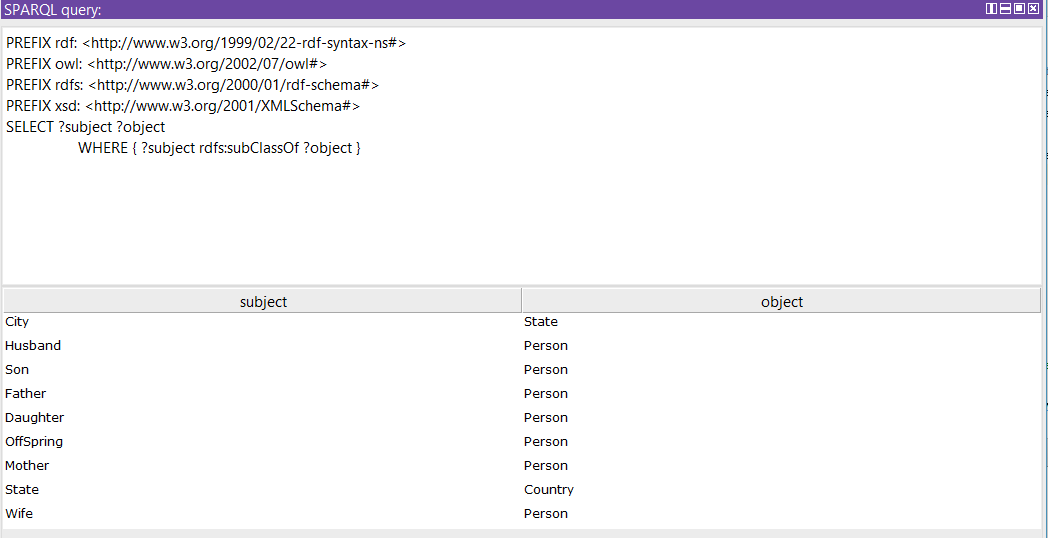 SPARQL query:
PREFIX rdf: <http://www.w3.org/1999/02/22-rdf-syntax-ns#>
PREFIX owl: <http://www.w3.org/2002/07/owl#>
PREFIX rdfs: <http://www.w3.org/2000/01/rdf-schema#>
PREFIX xsd: <http://www.w3.org/2001/XMLSchema#>
SELECT ?subject ?object
WHERE { ?subject rdfs:subClassOf ?object }
subject object
City State
Husband Person
Son Person
Father Person
Daughter Person
OffSpring Person
Mother Person
State Country
Wife Person